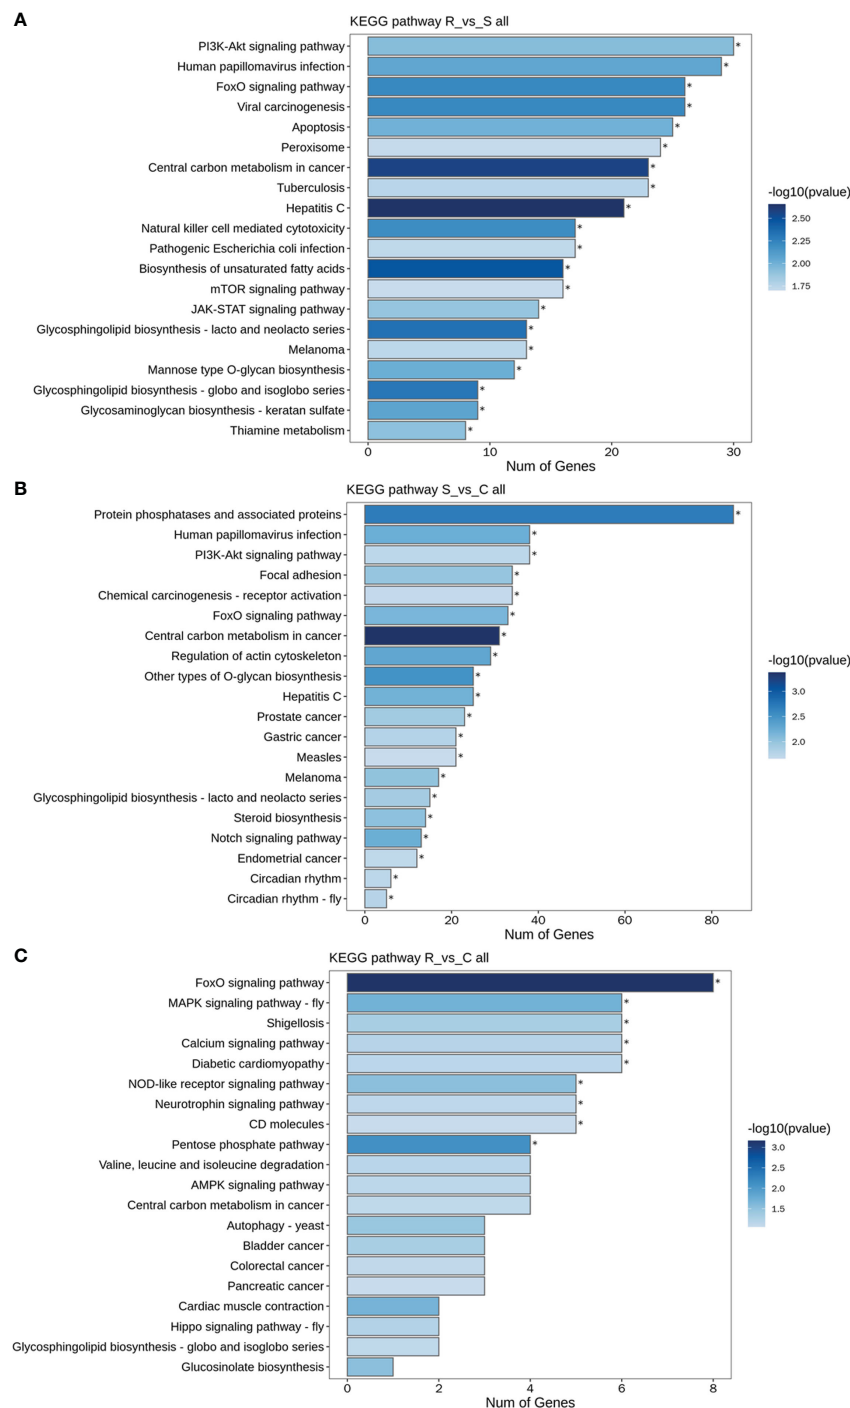 A
KEGG pathway R_vs_S all
PI3K-Akt signaling pathway *
Human papillomavirus infection *
FoxO signaling pathway *
Viral carcinogenesis *
Apoptosis *
Peroxisome *
Central carbon metabolism in cancer *
Tuberculosis *
Hepatitis C *
Natural killer cell mediated cytotoxicity *
Pathogenic Escherichia coli infection *
Biosynthesis of unsaturated fatty acids *
mTOR signaling pathway *
JAK-STAT signaling pathway *
Glycosphingolipid biosynthesis - lacto and neolacto series *
Melanoma *
Mannose type O-glycan biosynthesis *
Glycosphingolipid biosynthesis - globo and isoglobo series *
Glycosaminoglycan biosynthesis - keratan sulfate *
Thiamine metabolism *
0 10 20 30
Num of Genes
-log10(pvalue)
2.50
2.25
2.00
1.75
B
KEGG pathway S_vs_C all
Protein phosphatases and associated proteins *
Human papillomavirus infection *
PI3K-Akt signaling pathway *
Focal adhesion *
Chemical carcinogenesis - receptor activation *
FoxO signaling pathway *
Central carbon metabolism in cancer *
Regulation of actin cytoskeleton *
Other types of O-glycan biosynthesis *
Hepatitis C *
Prostate cancer *
Gastric cancer *
Measles *
Melanoma *
Glycosphingolipid biosynthesis - lacto and neolacto series *
Steroid biosynthesis *
Notch signaling pathway *
Endometrial cancer *
Circadian rhythm *
Circadian rhythm - fly *
0 20 40 60 80
Num of Genes
-log10(pvalue)
3.0
2.5
2.0
C
KEGG pathway R_vs_C all
FoxO signaling pathway *
MAPK signaling pathway - fly *
Shigellosis *
Calcium signaling pathway *
Diabetic cardiomyopathy *
NOD-like receptor signaling pathway *
Neurotrophin signaling pathway *
CD molecules *
Pentose phosphate pathway *
Valine, leucine and isoleucine degradation
AMPK signaling pathway
Central carbon metabolism in cancer
Autophagy - yeast
Bladder cancer
Colorectal cancer
Pancreatic cancer
Cardiac muscle contraction
Hippo signaling pathway - fly
Glycosphingolipid biosynthesis - globo and isoglobo series
Glucosinolate biosynthesis
0 2 4 6 8
Num of Genes
-log10(pvalue)
3.0
2.5
2.0
1.5